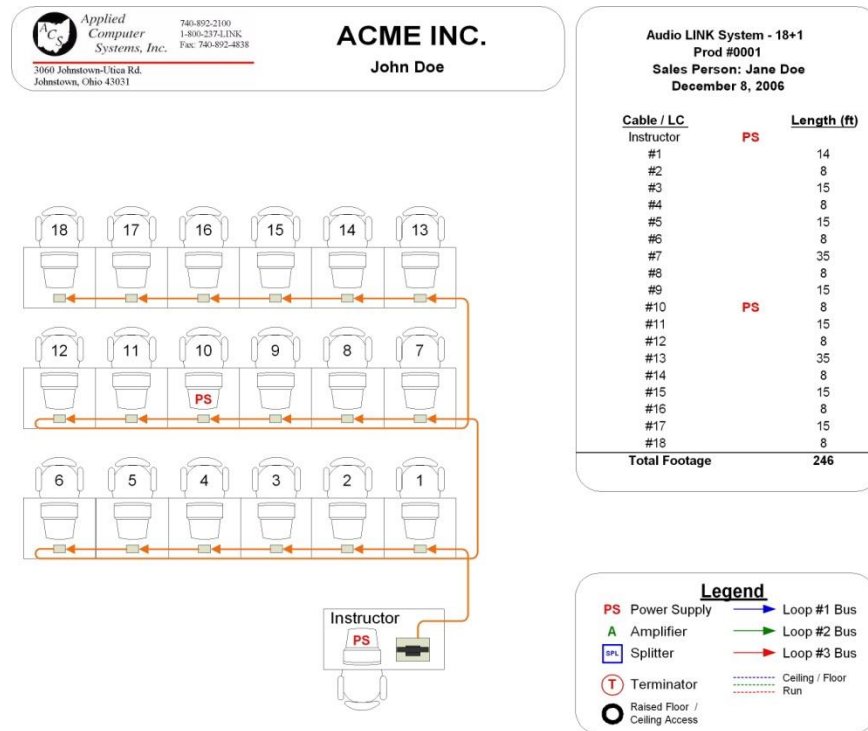 ACS
Applied
Computer
Systems, Inc.
740-892-2100
1-800-237-LINK
Fax: 740-892-4838
3060 Johnstown-Utica Rd.
Johnstown, Ohio 43031
ACME INC.
John Doe
Audio LINK System - 18+1
Prod #0001
Sales Person: Jane Doe
December 8, 2006
Cable / LC Length (ft)
Instructor PS
#1 14
#2 8
#3 15
#4 8
#5 15
#6 8
#7 35
#8 8
#9 15
#10 PS 8
#11 15
#12 8
#13 35
#14 8
#15 15
#16 8
#17 15
#18 8
Total Footage 246
18 17 16 15 14 13
12 11 10 9 8 7
PS
6 5 4 3 2 1
Instructor
PS
Legend
PS Power Supply Loop #1 Bus
A Amplifier Loop #2 Bus
SPL Splitter Loop #3 Bus
T Terminator Ceiling / Floor
Run
Raised Floor /
Ceiling Access